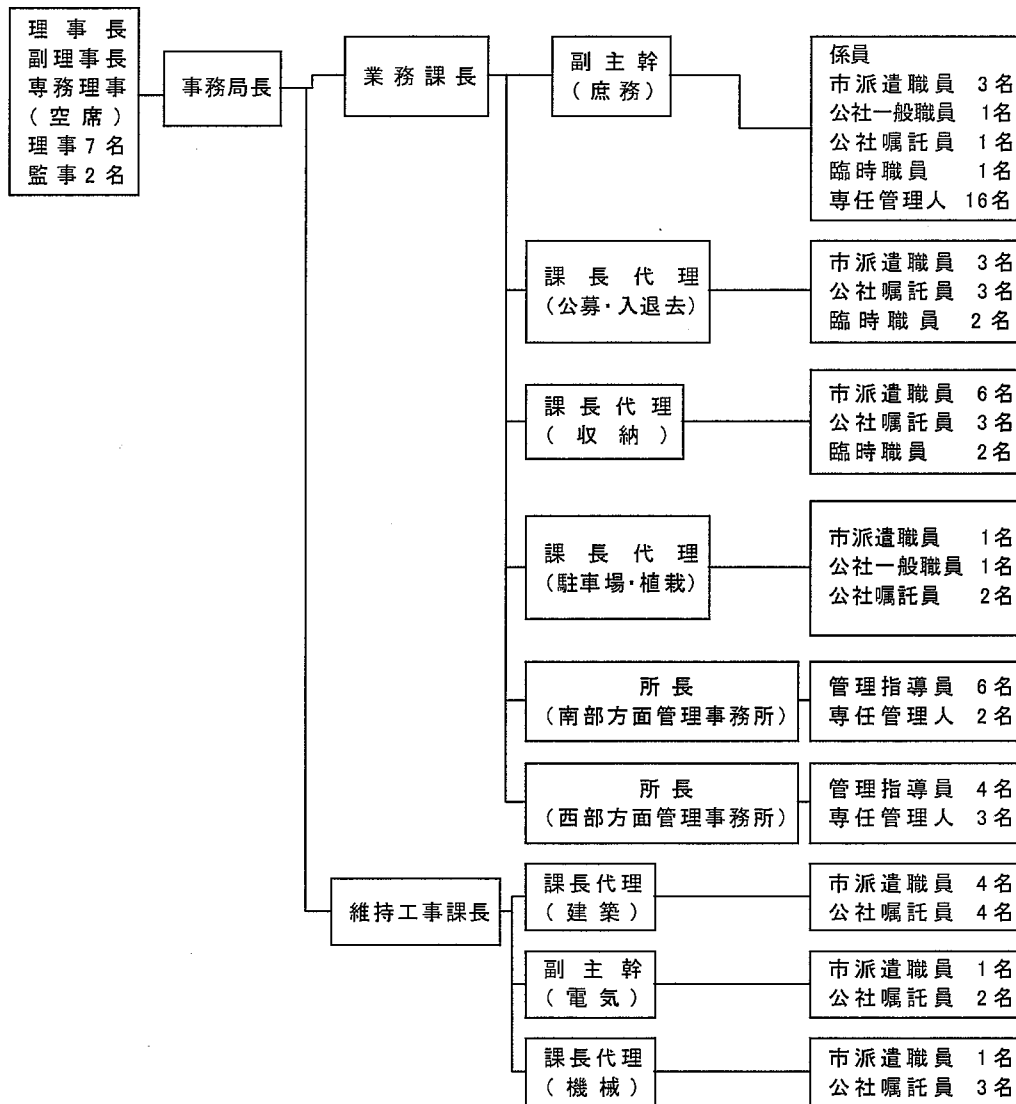 理事長
副理事長
専務理事
(空席)
理事7名
監事2名
事務局長
業務課長
副主幹
(庶務)
係員
市派遣職員 3名
公社一般職員 1名
公社嘱託員 1名
臨時職員 1名
専任管理人 16名
課長代理
(公募・入退去)
市派遣職員 3名
公社嘱託員 3名
臨時職員 2名
課長代理
(収納)
市派遣職員 6名
公社嘱託員 3名
臨時職員 2名
課長代理
(駐車場・植栽)
市派遣職員 1名
公社一般職員 1名
公社嘱託員 2名
所長
(南部方面管理事務所)
管理指導員 6名
専任管理人 2名
所長
(西部方面管理事務所)
管理指導員 4名
専任管理人 3名
維持工事課長
課長代理
(建築)
市派遣職員 4名
公社嘱託員 4名
副主幹
(電気)
市派遣職員 1名
公社嘱託員 2名
課長代理
(機械)
市派遣職員 1名
公社嘱託員 3名